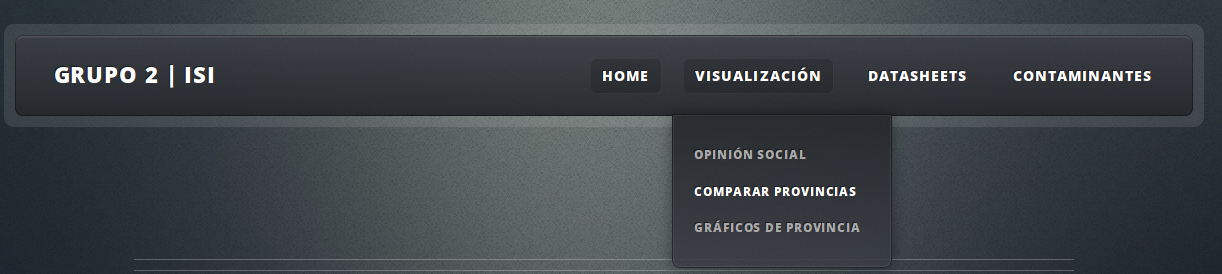 GRUPO 2 | ISI
HOME VISUALIZACIÓN DATASHEETS CONTAMINANTES
OPINIÓN SOCIAL
COMPARAR PROVINCIAS
GRÁFICOS DE PROVINCIA